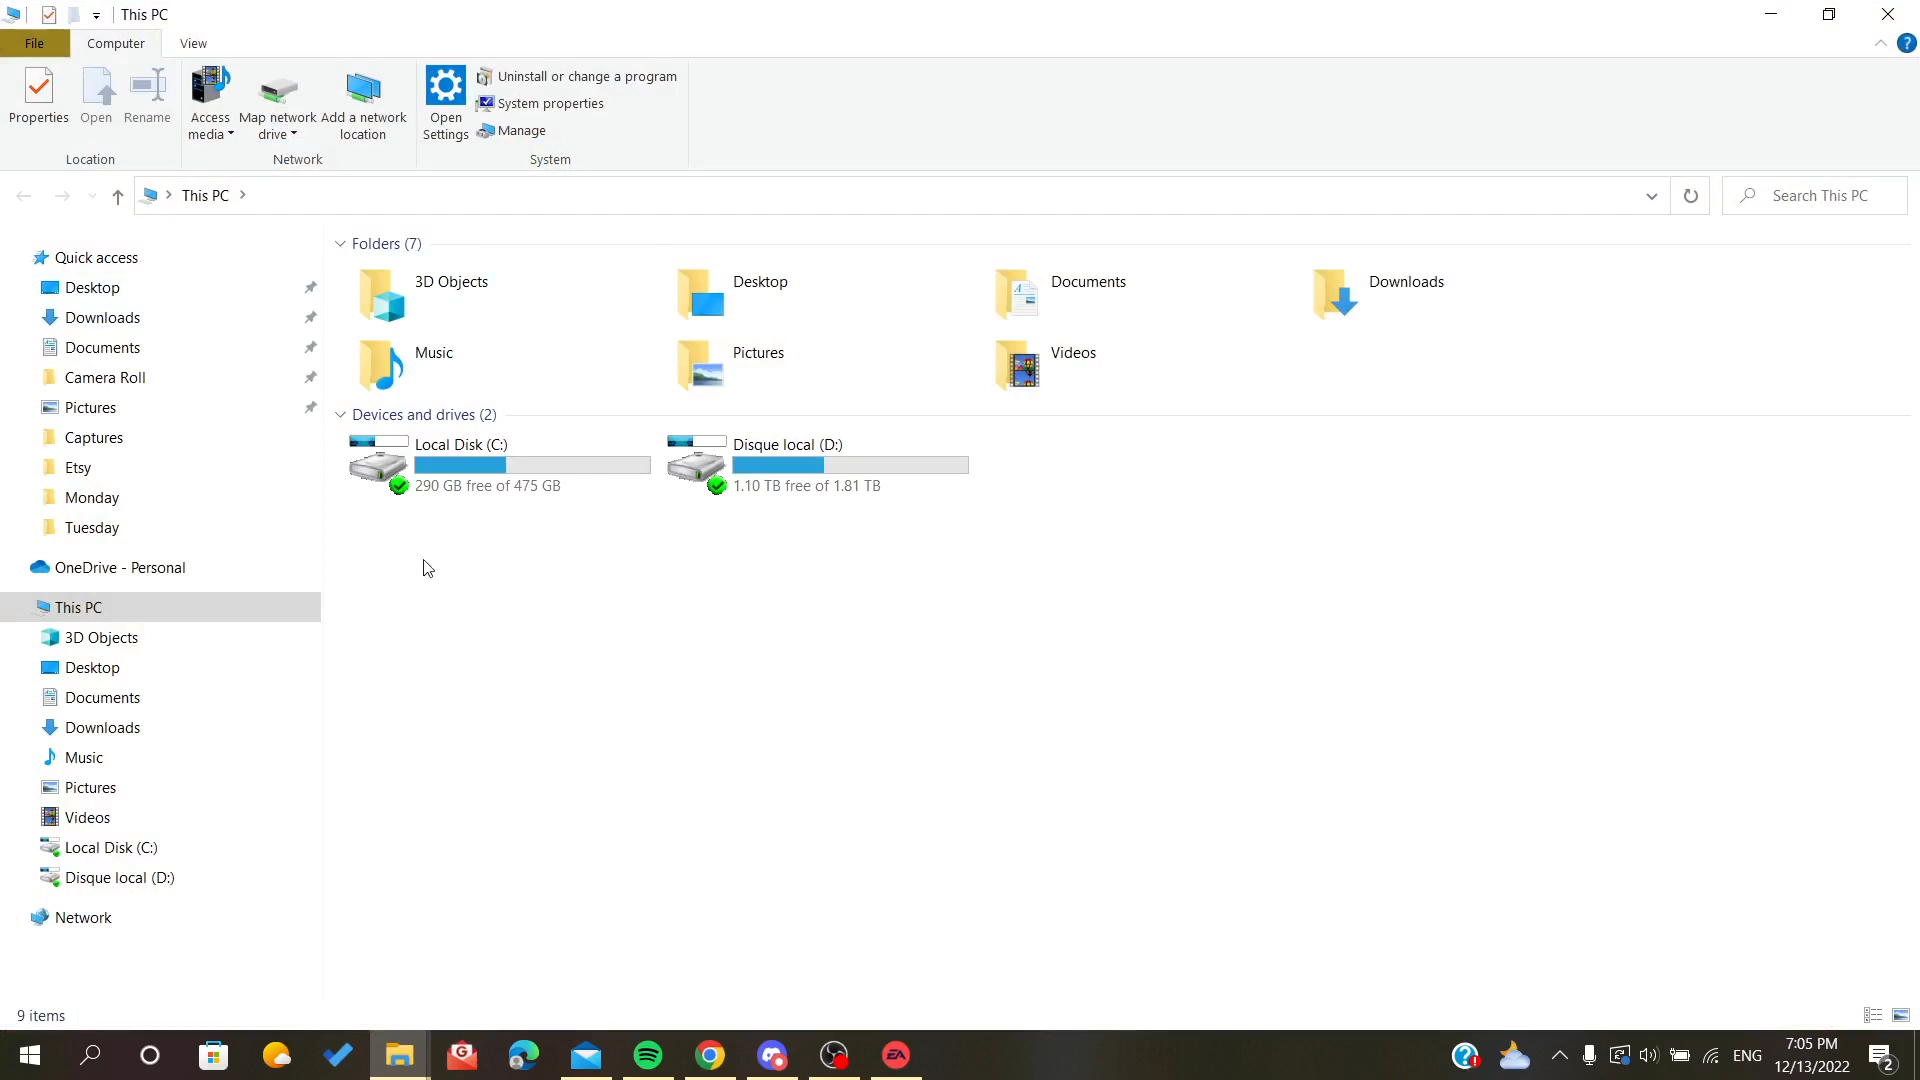 This PC
File
Computer
View
Properties
Open
Rename
Access
media
Map network
drive
Add a network
location
Open
Settings
Uninstall or change a program
System properties
Manage
Location
Network
System
This PC
Search This PC
Quick access
Desktop
Downloads
Documents
Camera Roll
Pictures
Captures
Etsy
Monday
Tuesday
OneDrive - Personal
This PC
3D Objects
Desktop
Documents
Downloads
Music
Pictures
Videos
Local Disk (C:)
Disque local (D:)
Network
Folders (7)
3D Objects
Desktop
Documents
Downloads
Music
Pictures
Videos
Devices and drives (2)
Local Disk (C:)
290 GB free of 475 GB
Disque local (D:)
1.10 TB free of 1.81 TB
9 items
ENG
7:05 PM
12/13/2022
2